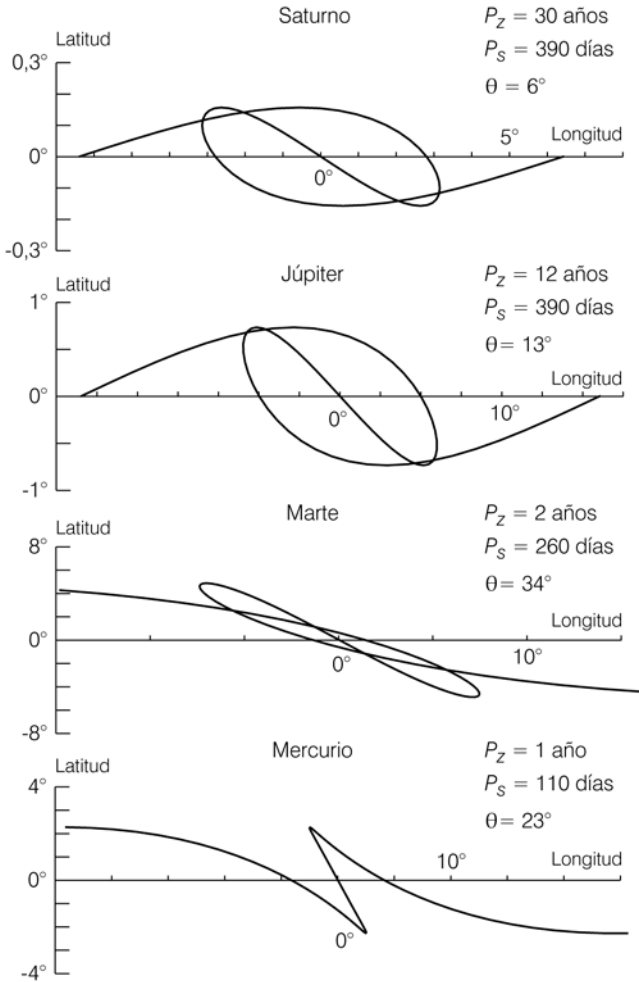 Saturno
P_Z = 30 años
P_S = 390 días
θ = 6°
Latitud
0,3°
0°
-0,3°
0°
5°
Longitud
Júpiter
P_Z = 12 años
P_S = 390 días
θ = 13°
Latitud
1°
0°
-1°
0°
10°
Longitud
Marte
P_Z = 2 años
P_S = 260 días
θ = 34°
Latitud
8°
0°
-8°
0°
10°
Longitud
Mercurio
P_Z = 1 año
P_S = 110 días
θ = 23°
Latitud
4°
0°
-4°
0°
10°
Longitud